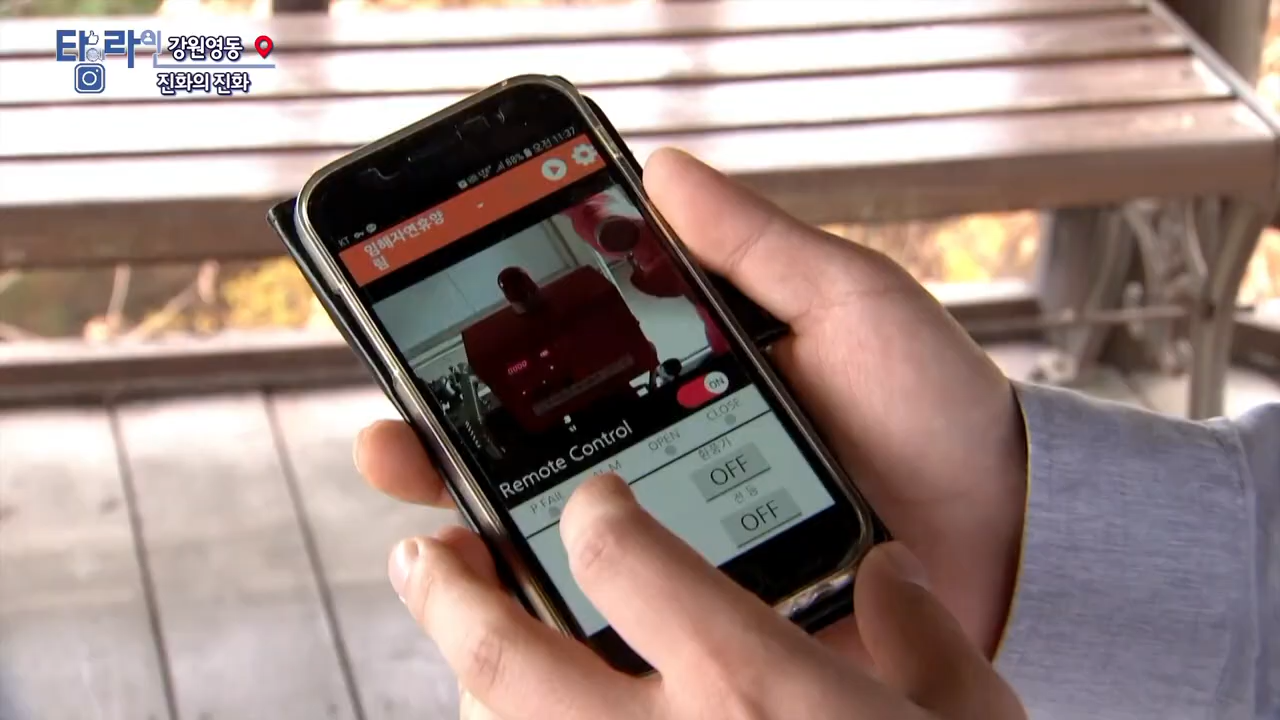 타라의
강원영동
진화의 진화
KT
88% 오전 11:37
임해자연휴양
림
ON
Remote Control
P FAIL
OPEN
CLOSE
환풍기
OFF
전등
OFF